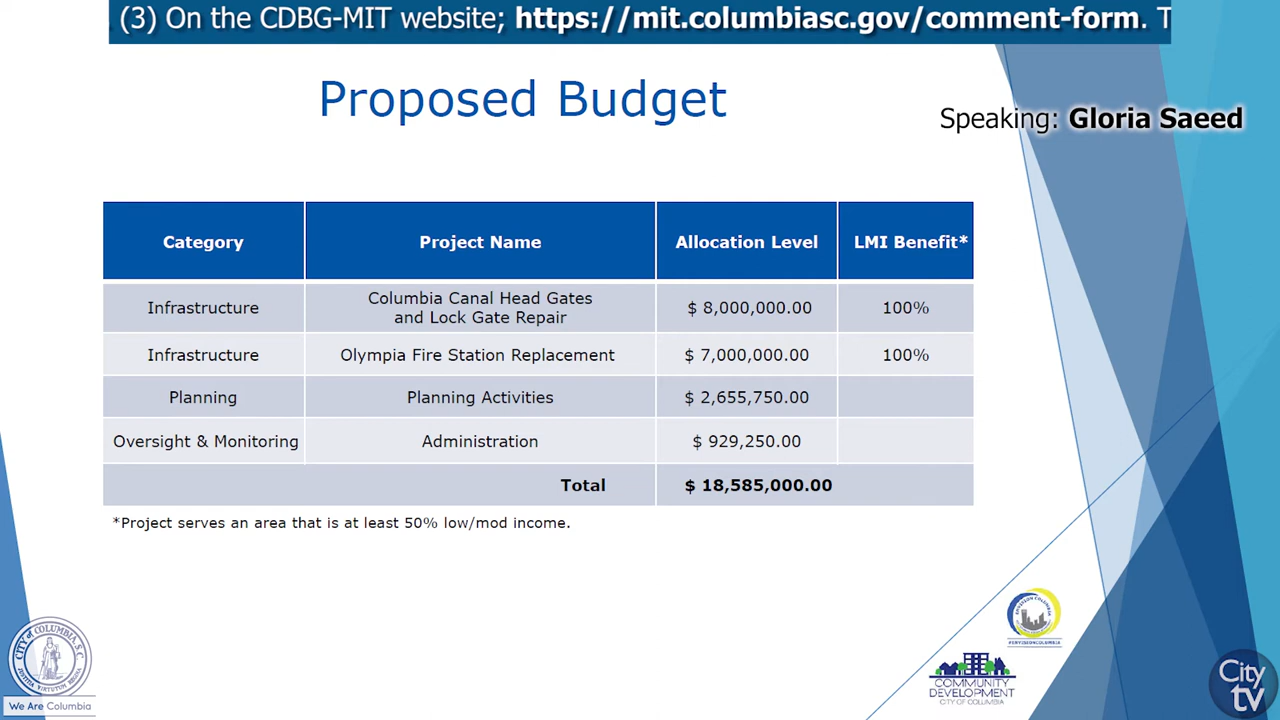 (3) On the CDBG-MIT website; https://mit.columbiasc.gov/comment-form. T
Proposed Budget
Speaking: Gloria Saeed
Category Project Name Allocation Level LMI Benefit*
Infrastructure Columbia Canal Head Gates and Lock Gate Repair $ 8,000,000.00 100%
Infrastructure Olympia Fire Station Replacement $ 7,000,000.00 100%
Planning Planning Activities $ 2,655,750.00
Oversight & Monitoring Administration $ 929,250.00
Total $ 18,585,000.00
*Project serves an area that is at least 50% low/mod income.
CITY OF COLUMBIA, S.C.
We Are Columbia
#ENVISIONCOLUMBIA
COMMUNITY
DEVELOPMENT
CITY OF COLUMBIA
City
tv